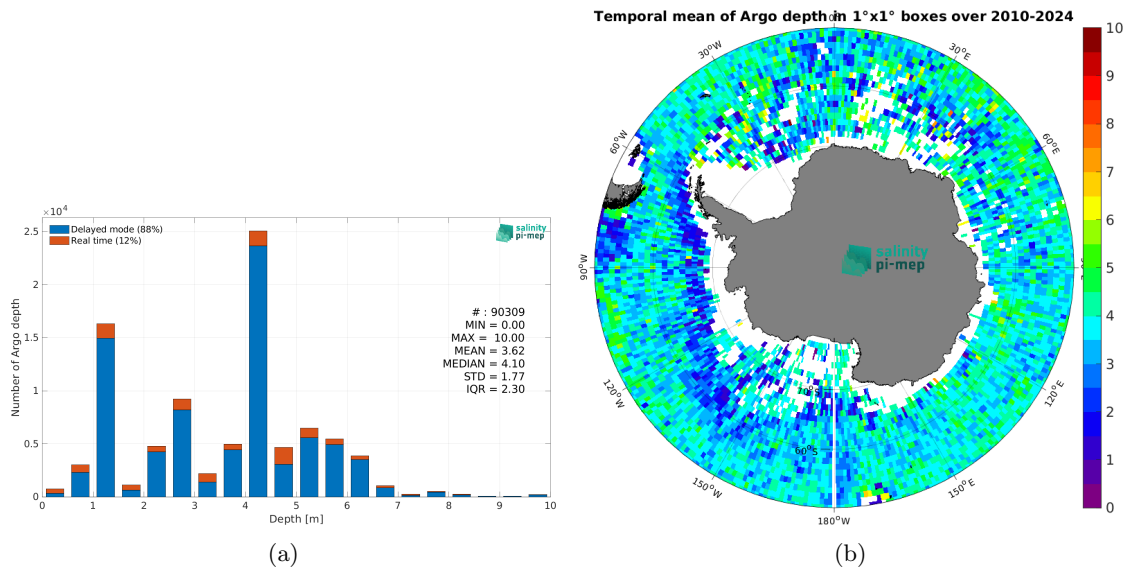 ×10⁴
2.5
2
1.5
1
0.5
0
0
1
2
3
4
5
6
7
8
9
10
Number of Argo depth
Depth [m]
Delayed mode (88%)
Real time (12%)
salinity
pi-mep
# : 90309
MIN = 0.00
MAX = 10.00
MEAN = 3.62
MEDIAN = 4.10
STD = 1.77
IQR = 2.30
(a)
Temporal mean of Argo depth in 1°x1° boxes over 2010-2024
30°W
30°E
60°W
60°E
90°W
120°W
120°E
150°W
150°E
180°W
70°S
60°S
salinity
pi-mep
10
9
8
7
6
5
4
3
2
1
0
(b)